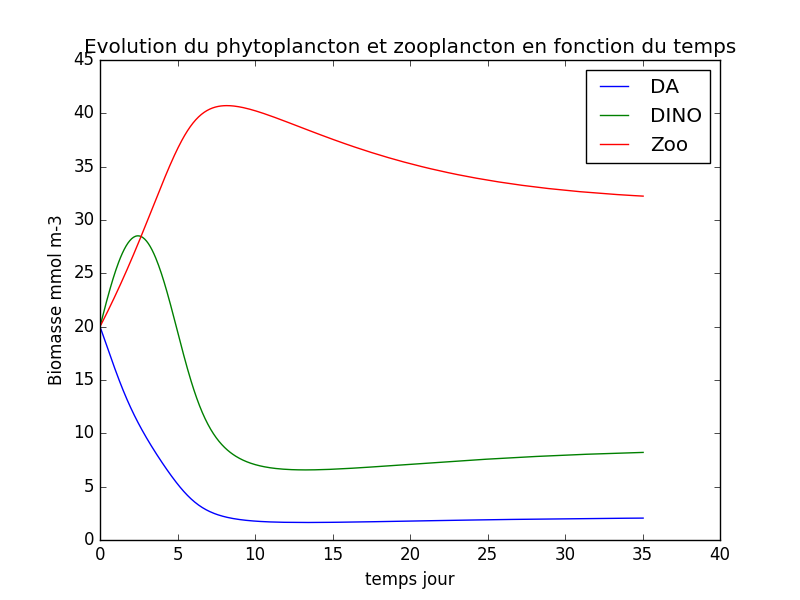 Evolution du phytoplancton et zooplancton en fonction du temps
45
40
35
30
25
20
15
10
5
0
Biomasse mmol m-3
DA
DINO
Zoo
0 5 10 15 20 25 30 35 40
temps jour